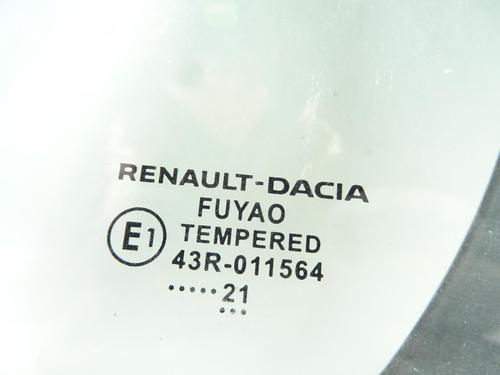 RENAULT-DACIA
FUYAO
E1
TEMPERED
43R-011564
.....21
...